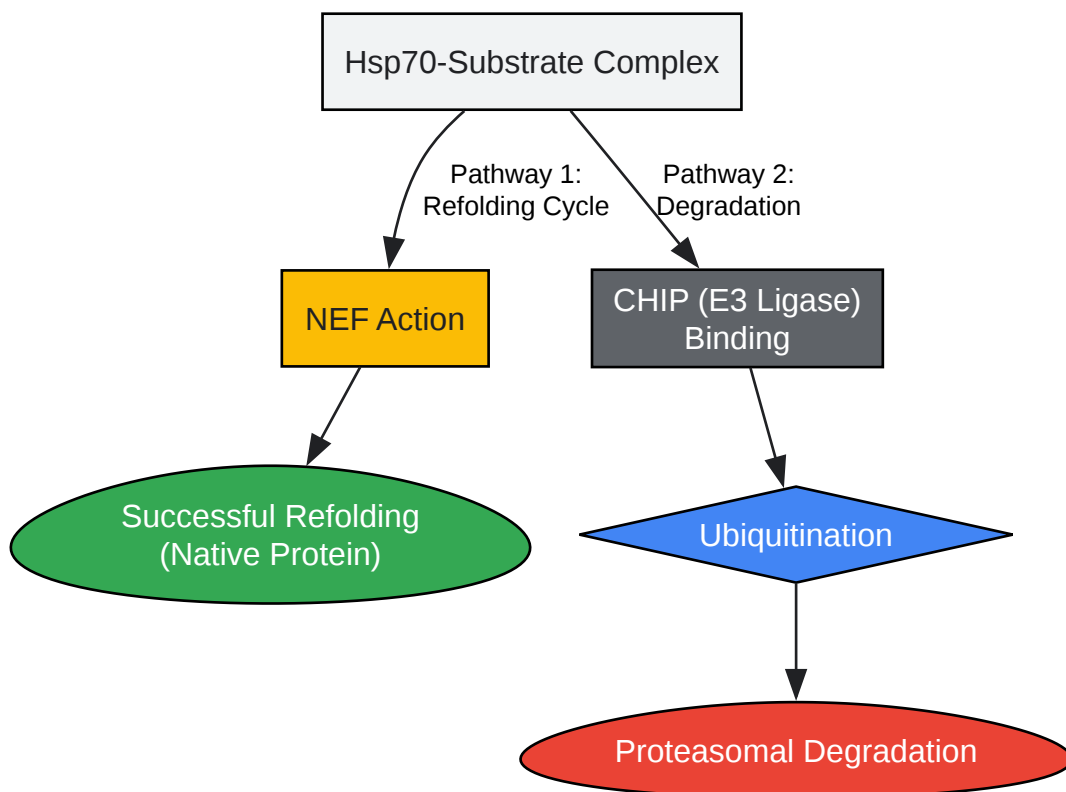 Hsp70-Substrate Complex
Pathway 1:
Refolding Cycle
Pathway 2:
Degradation
NEF Action
CHIP (E3 Ligase)
Binding
Successful Refolding
(Native Protein)
Ubiquitination
Proteasomal Degradation